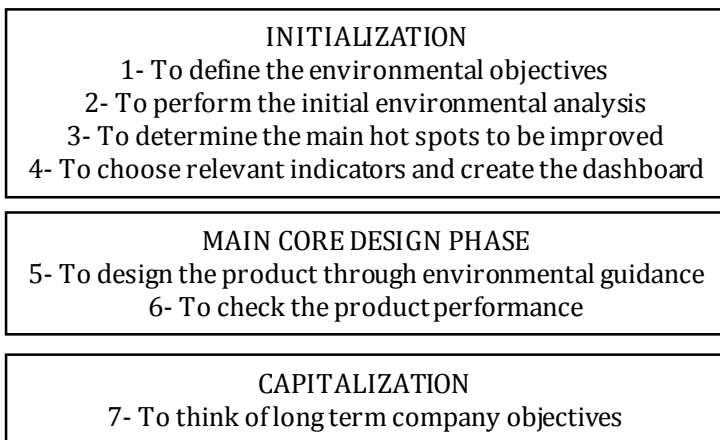 INITIALIZATION
1- To define the environmental objectives
2- To perform the initial environmental analysis
3- To determine the main hot spots to be improved
4- To choose relevant indicators and create the dashboard
MAIN CORE DESIGN PHASE
5- To design the product through environmental guidance
6- To check the product performance
CAPITALIZATION
7- To think of long term company objectives